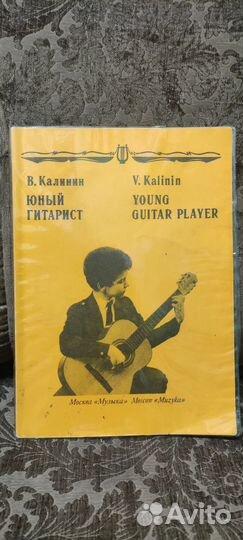 В. Калинин
ЮНЫЙ
ГИТАРИСТ
V. Kalinin
YOUNG
GUITAR PLAYER
Москва «Музыка» Moscow «Muzyka»
Avito